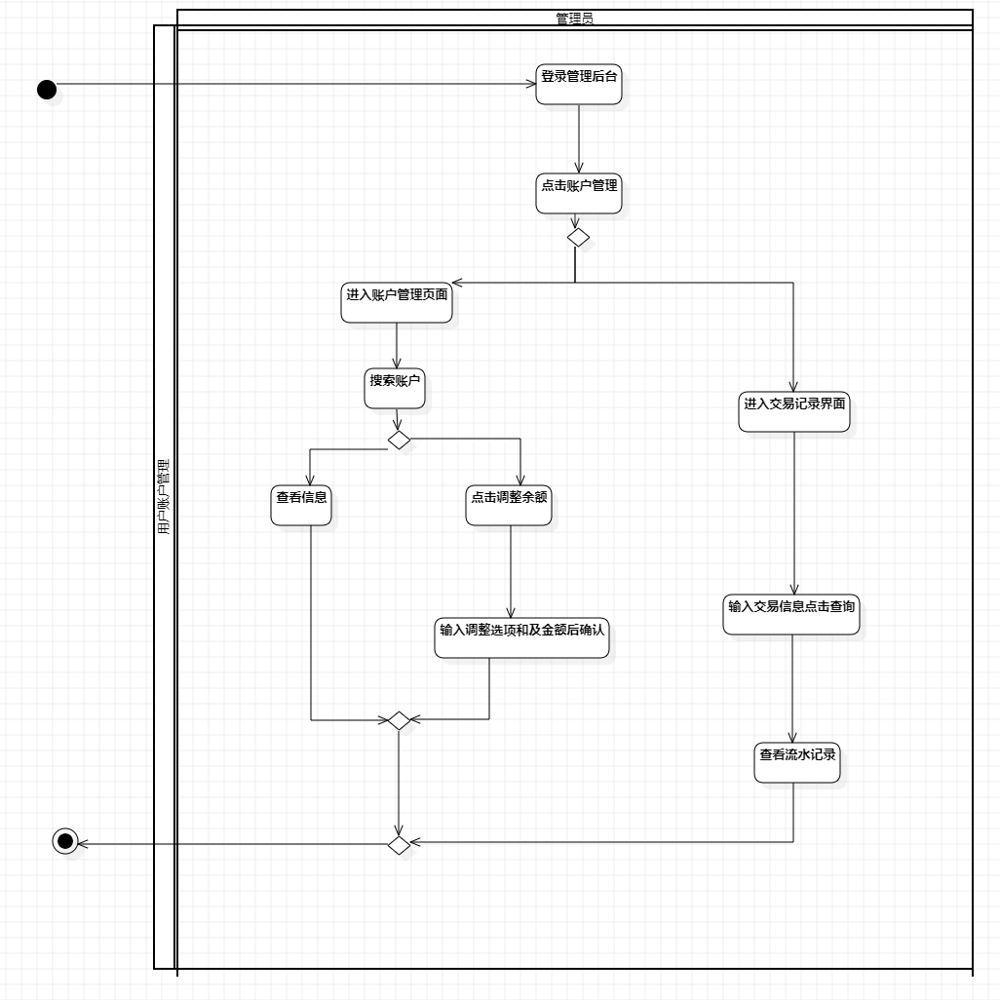 管理员
登录管理后台
点击账户管理
进入账户管理页面
搜索账户
进入交易记录界面
用户账户管理
查看信息
点击调整余额
输入交易信息点击查询
输入调整选项和及金额后确认
查看流水记录